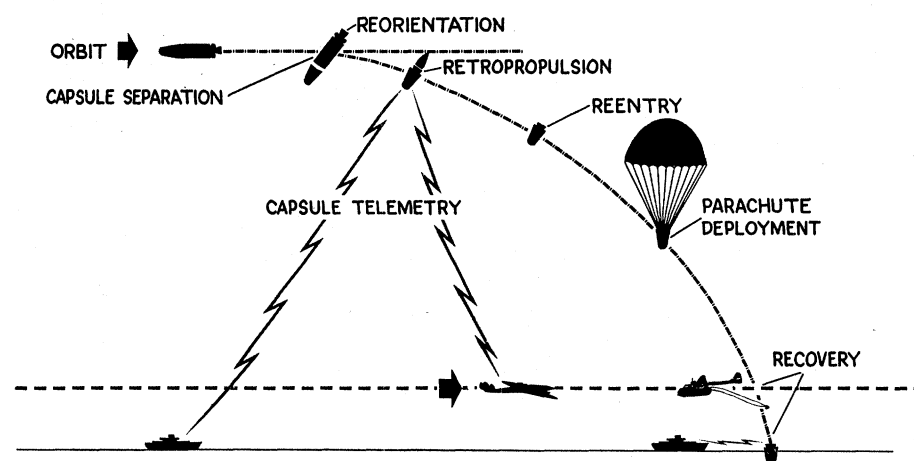 REORIENTATION
ORBIT
RETROPROPULSION
CAPSULE SEPARATION
REENTRY
CAPSULE TELEMETRY
PARACHUTE
DEPLOYMENT
RECOVERY